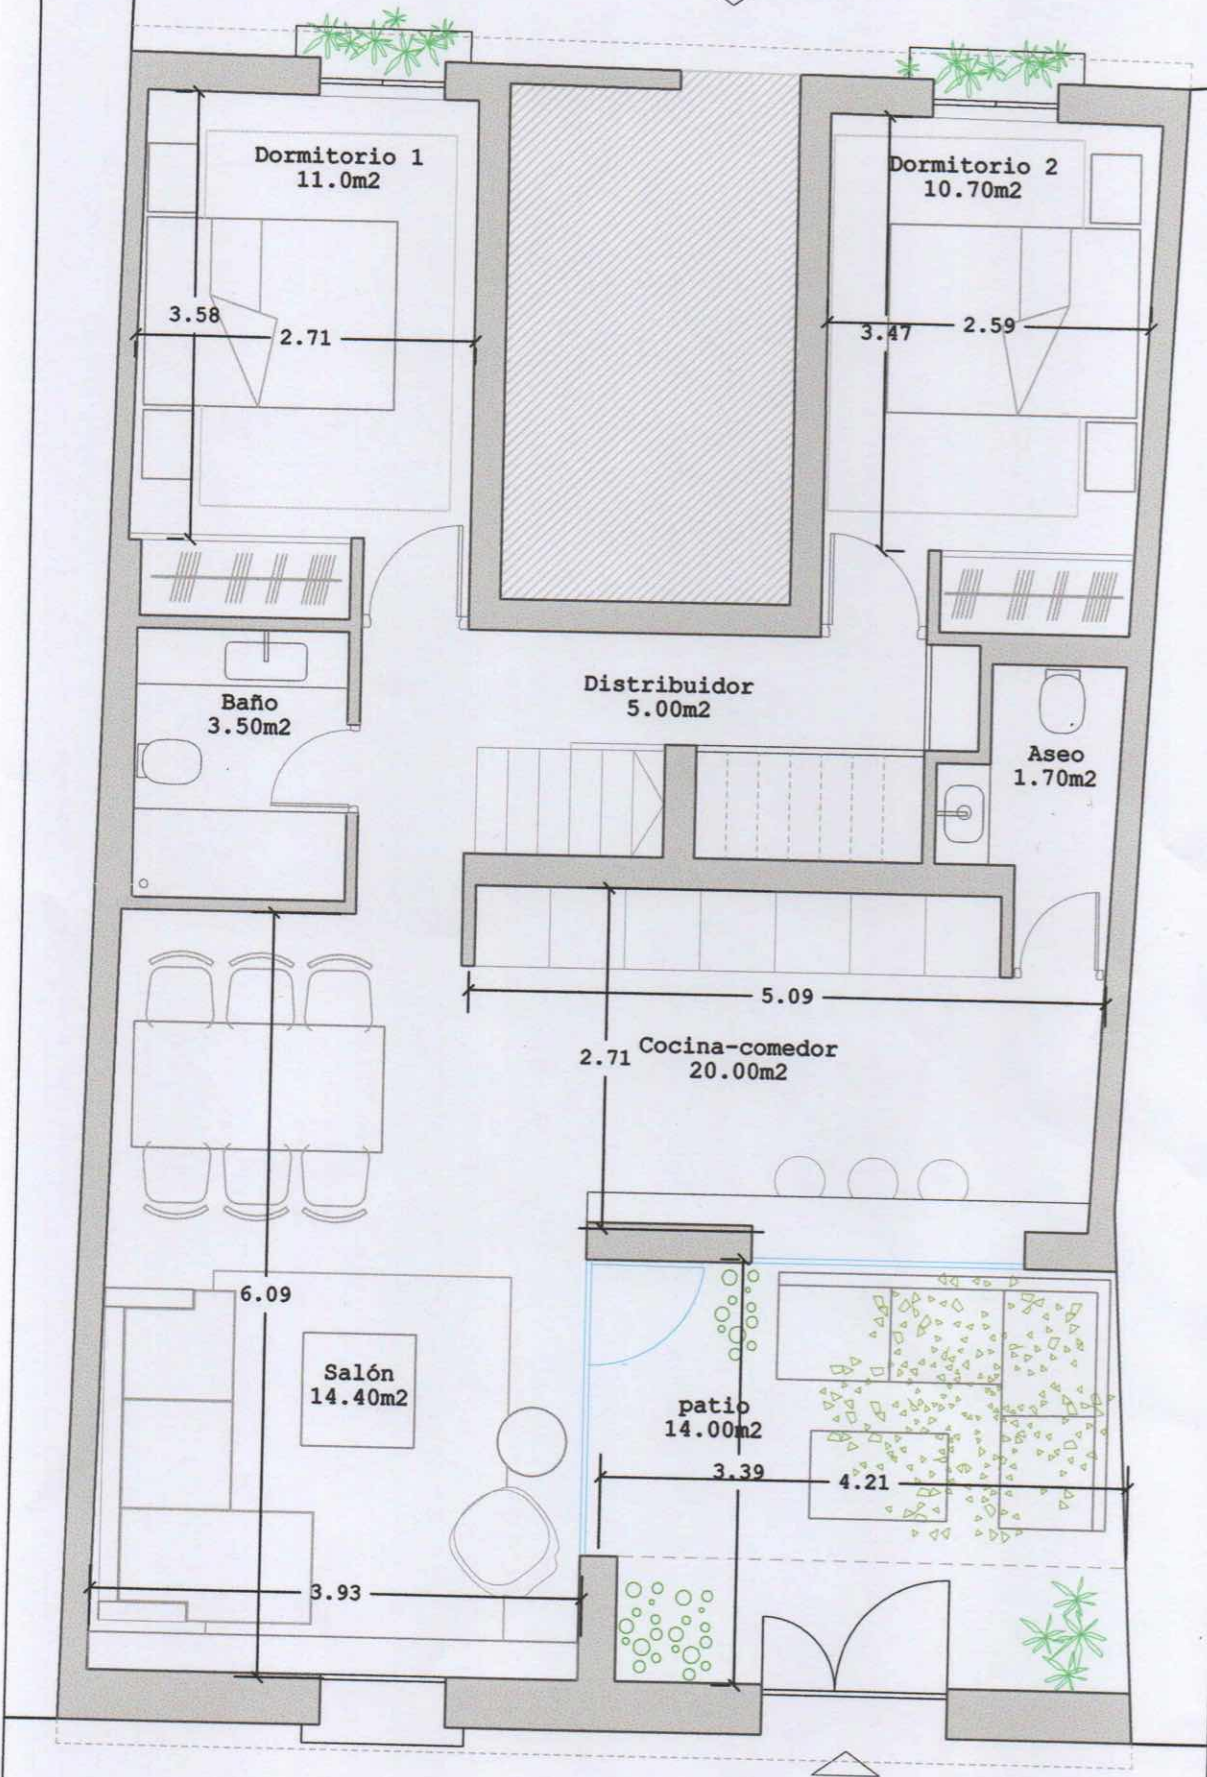 Dormitorio 1
11.0m2
Dormitorio 2
10.70m2
3.58
2.71
3.47
2.59
Distribuidor
5.00m2
Baño
3.50m2
Aseo
1.70m2
5.09
2.71
Cocina-comedor
20.00m2
6.09
Salón
14.40m2
patio
14.00m2
3.39
4.21
3.93